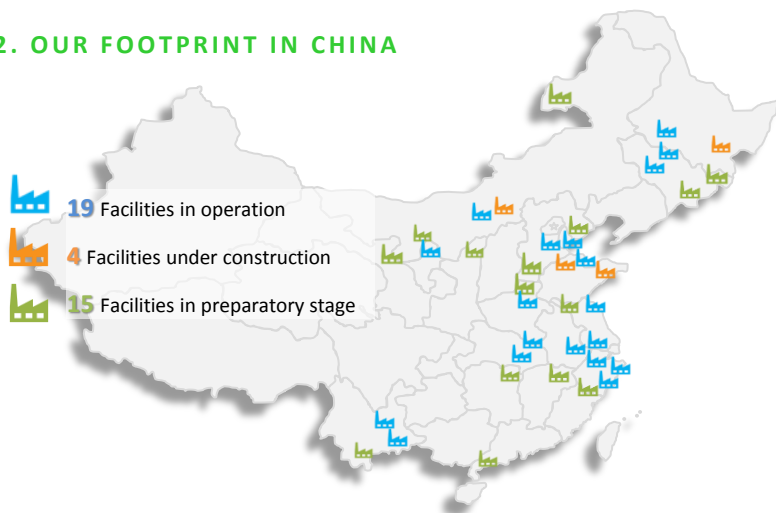 2. OUR FOOTPRINT IN CHINA
19 Facilities in operation
4 Facilities under construction
15 Facilities in preparatory stage